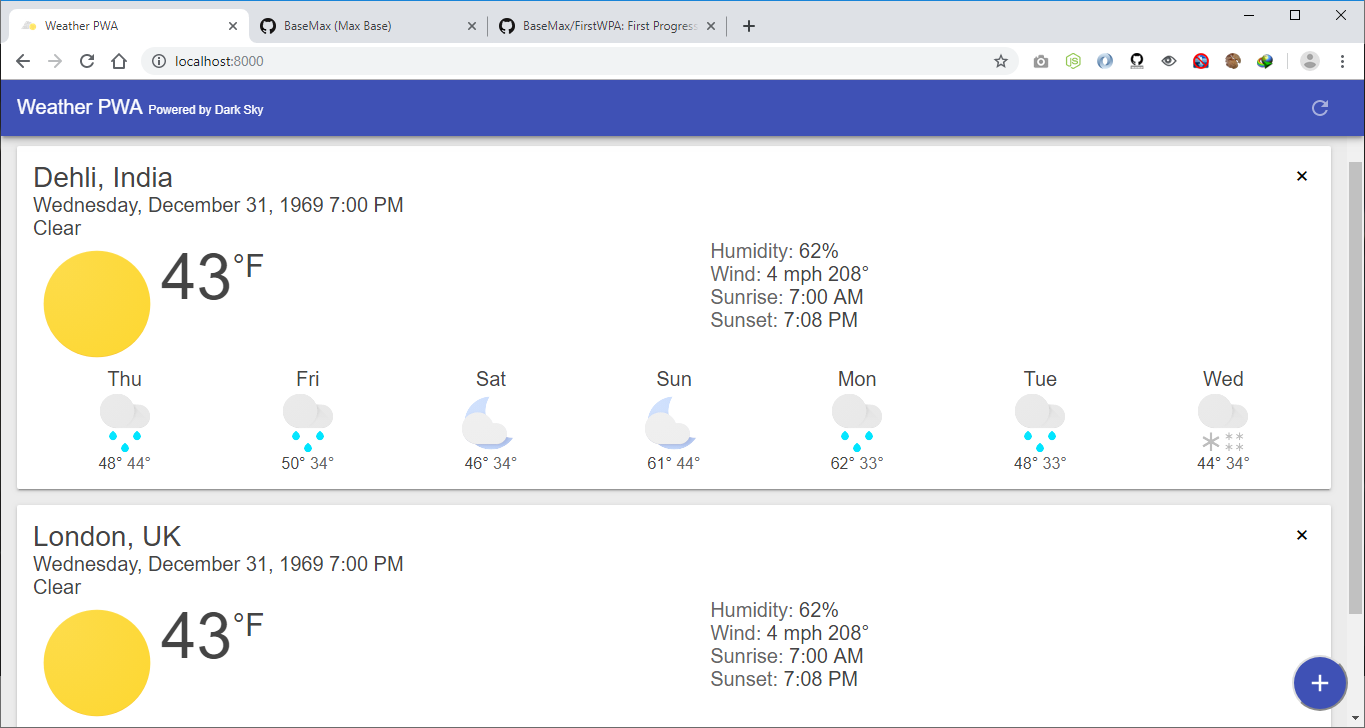 Weather PWA
BaseMax (Max Base)
BaseMax/FirstWPA: First Progress
localhost:8000
Weather PWA Powered by Dark Sky
Dehli, India
Wednesday, December 31, 1969 7:00 PM
Clear
43°F
Humidity: 62%
Wind: 4 mph 208°
Sunrise: 7:00 AM
Sunset: 7:08 PM
Thu Fri Sat Sun Mon Tue Wed
48° 44° 50° 34° 46° 34° 61° 44° 62° 33° 48° 33° 44° 34°
London, UK
Wednesday, December 31, 1969 7:00 PM
Clear
43°F
Humidity: 62%
Wind: 4 mph 208°
Sunrise: 7:00 AM
Sunset: 7:08 PM